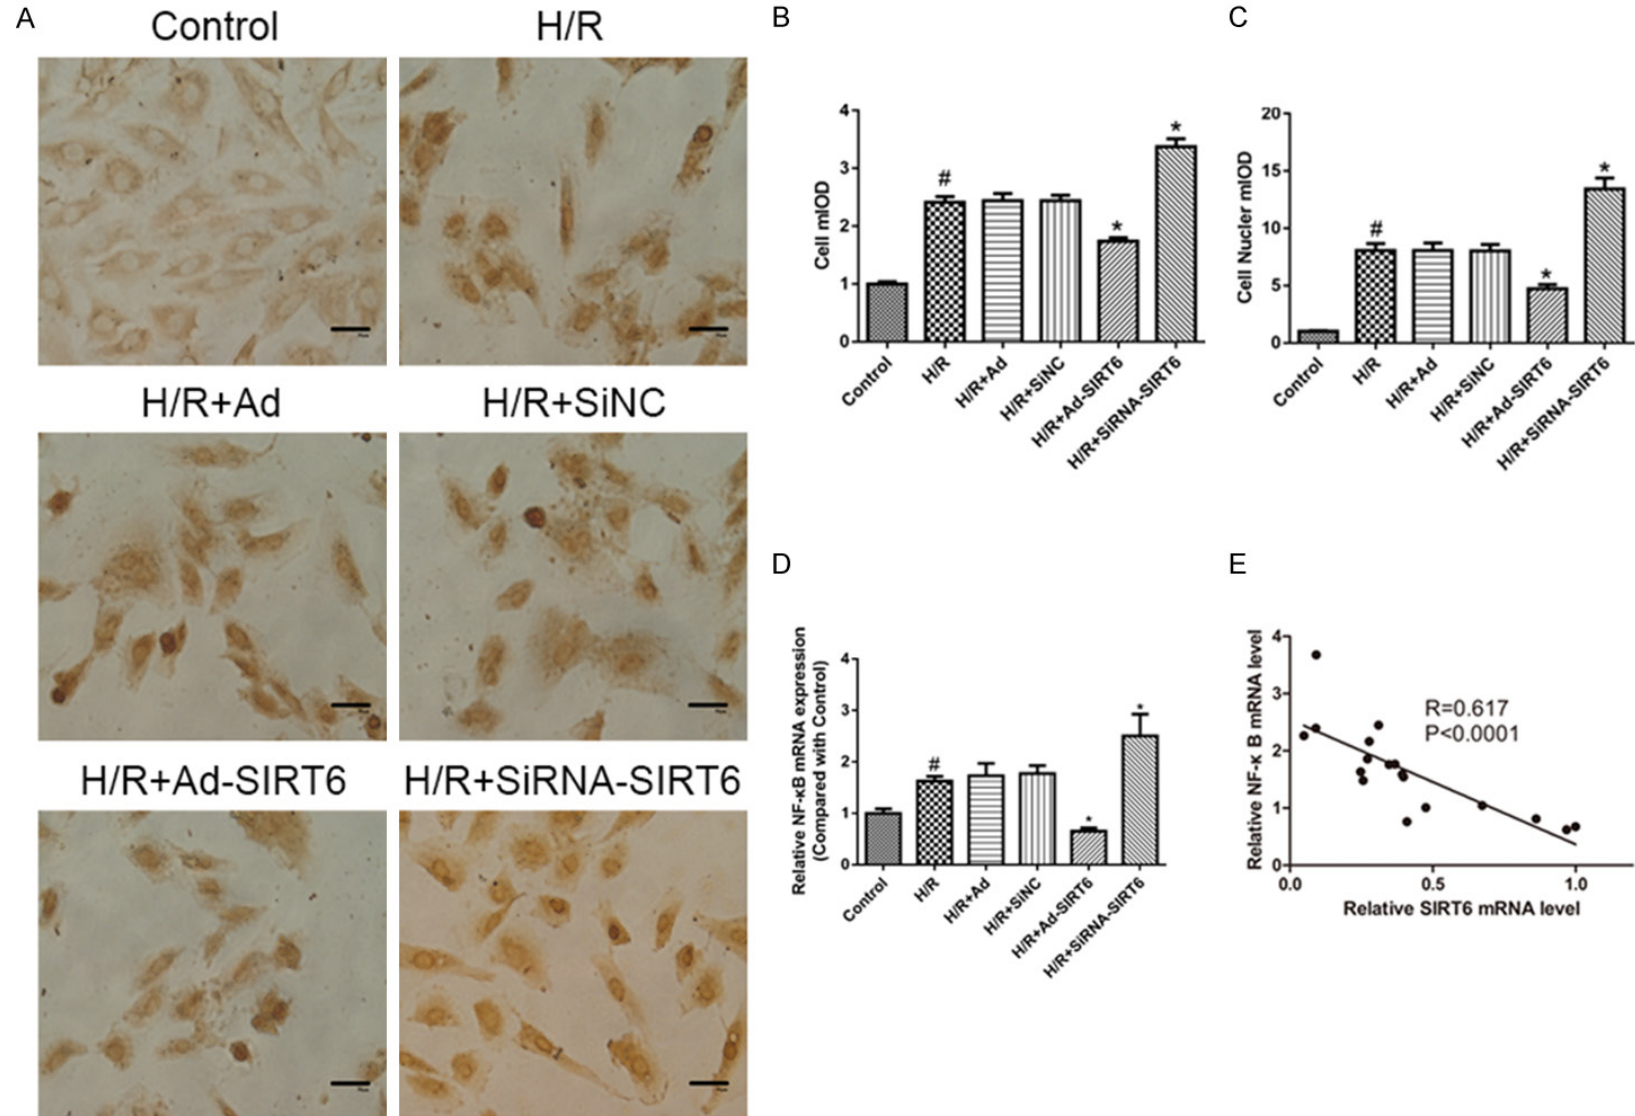 A
Control
H/R
H/R+Ad
H/R+SiNC
H/R+Ad-SIRT6
H/R+SiRNA-SIRT6
B
Cell mIOD
4
3
2
1
0
#
*
*
Control
H/R
H/R+Ad
H/R+SiNC
H/R+Ad-SIRT6
H/R+SiRNA-SIRT6
C
Cell Nucler mIOD
20
15
10
5
0
#
*
*
Control
H/R
H/R+Ad
H/R+SiNC
H/R+Ad-SIRT6
H/R+SiRNA-SIRT6
D
Relative NF-κB mRNA expression
(Compared with Control)
4
3
2
1
0
#
*
*
Control
H/R
H/R+Ad
H/R+SiNC
H/R+Ad-SIRT6
H/R+SiRNA-SIRT6
E
Relative NF-κ B mRNA level
4
3
2
1
0
R=0.617
P<0.0001
0.0
0.5
1.0
Relative SIRT6 mRNA level